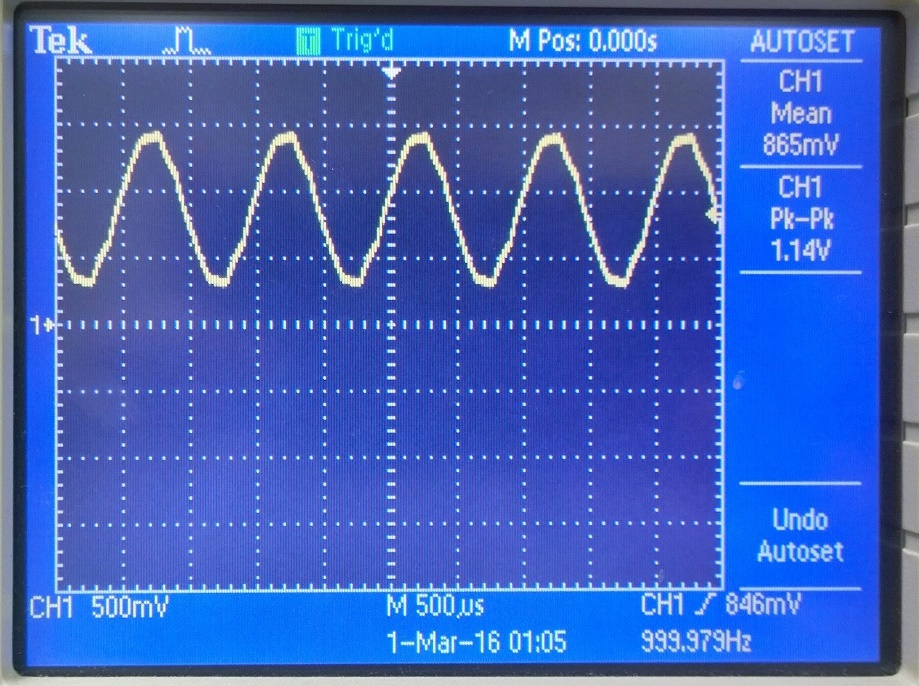 Tek
T Trig'd
M Pos: 0.000s
AUTOSET
CH1
Mean
865mV
CH1
Pk-Pk
1.14V
1
Undo
Autoset
CH1 500mV
M 500µs
CH1 846mV
1-Mar-16 01:05
999.979Hz